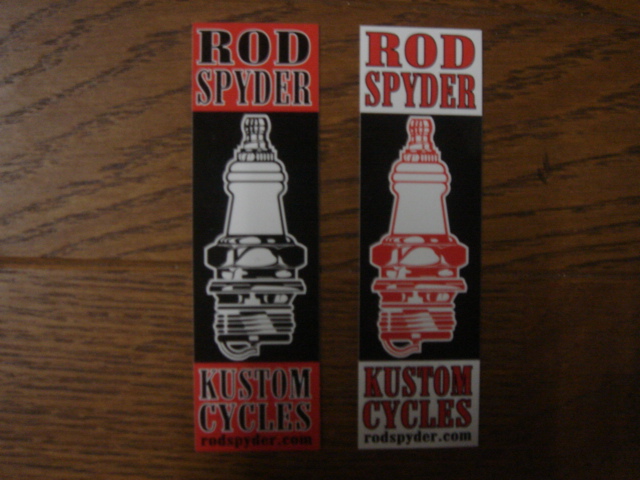 ROD
SPYDER
KUSTOM
CYCLES
rodspyder.com
ROD
SPYDER
KUSTOM
CYCLES
rodspyder.com